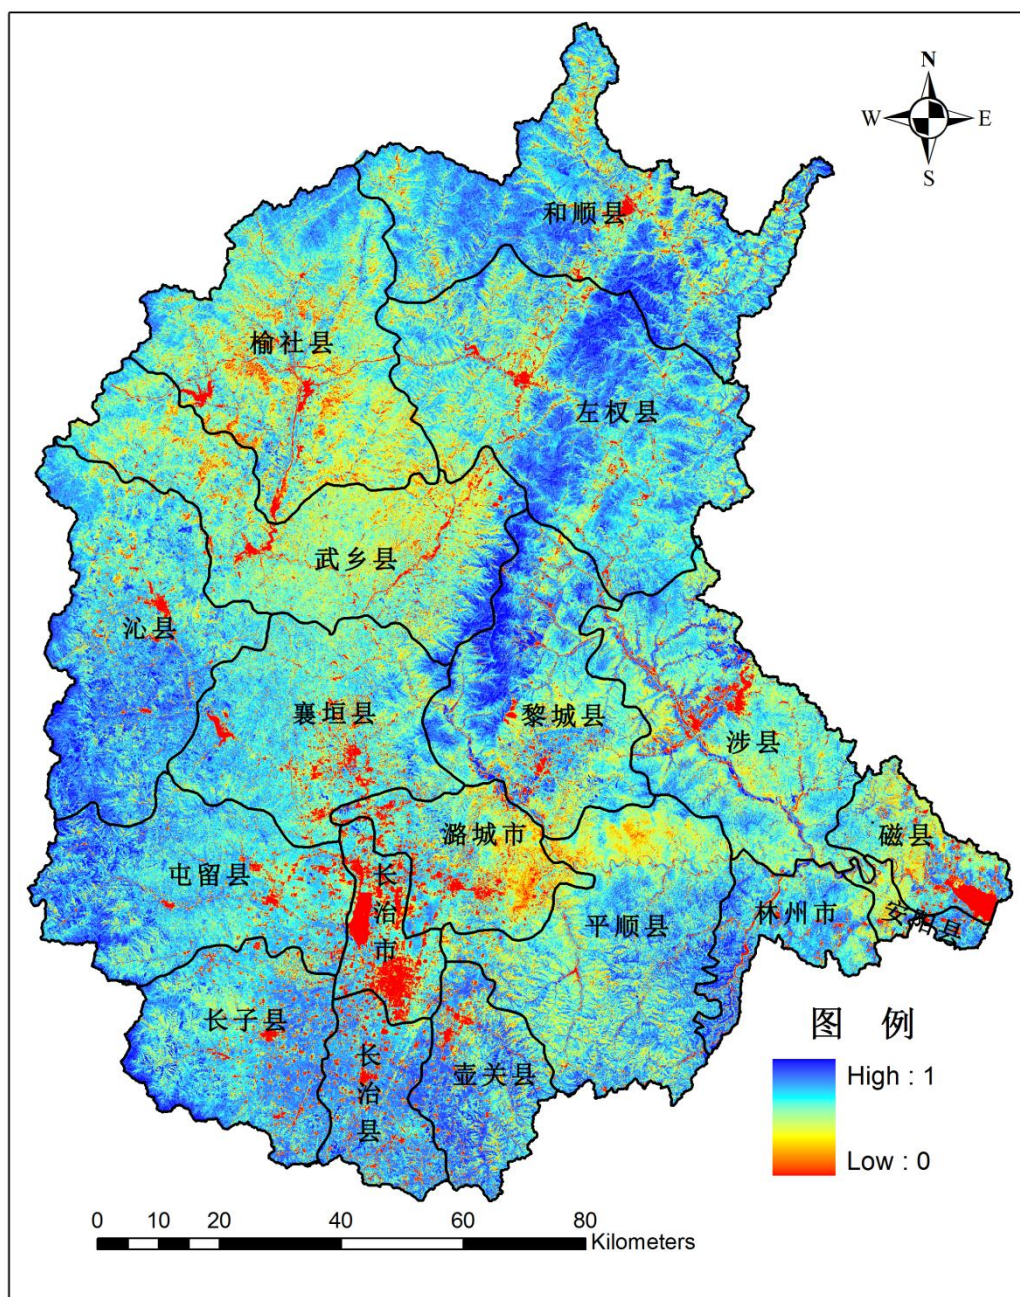 N
W E
S
和顺县
榆社县
左权县
武乡县
沁县
襄垣县
黎城县
涉县
潞城市
磁县
屯留县
长治市
平顺县
林州市
安阳县
长子县
长治县
壶关县
图 例
High : 1
Low : 0
0 10 20 40 60 80
Kilometers